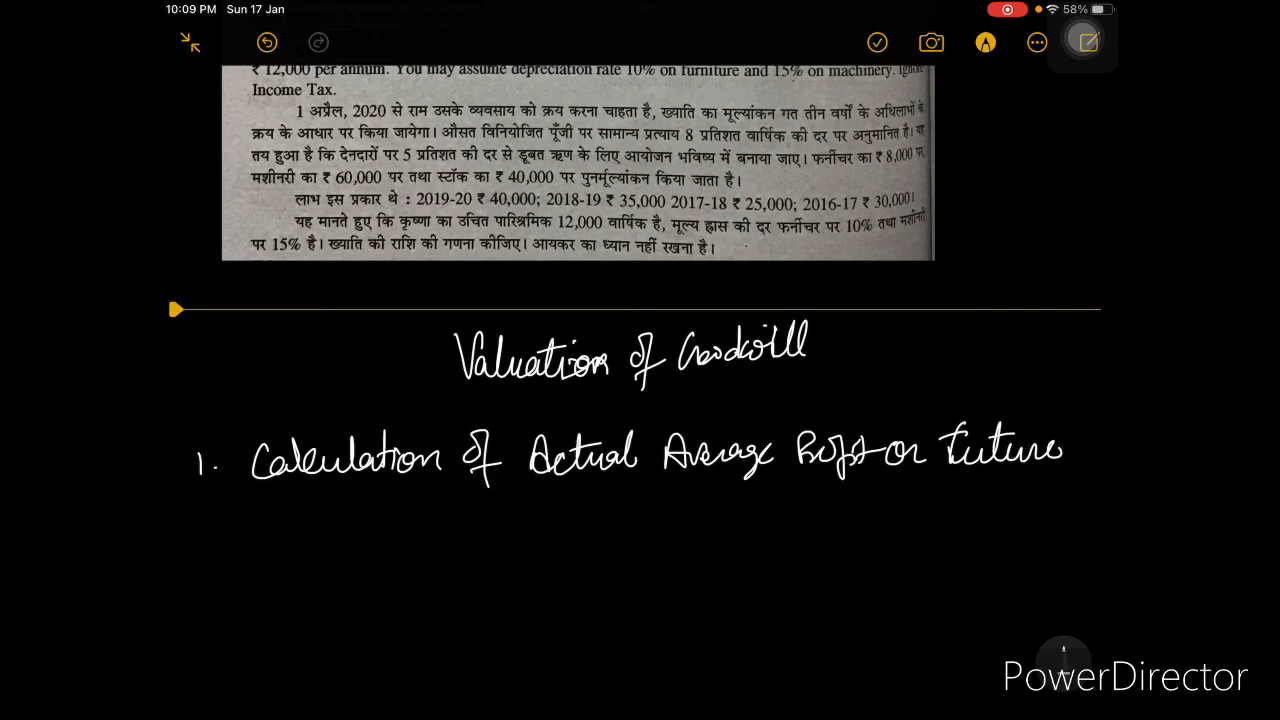 10:09 PM Sun 17 Jan
58%
₹ 12,000 per annum. You may assume depreciation rate 10% on furniture and 15% on machinery. Ignore
Income Tax.
1 अप्रैल, 2020 से राम उसके व्यवसाय को क्रय करना चाहता है, ख्याति का मूल्यांकन गत तीन वर्षों के अधिलाभों के
क्रय के आधार पर किया जायेगा। औसत विनियोजित पूँजी पर सामान्य प्रत्याय 8 प्रतिशत वार्षिक की दर पर अनुमानित है। यह
तय हुआ है कि देनदारों पर 5 प्रतिशत की दर से डूबत ऋण के लिए आयोजन भविष्य में बनाया जाए। फर्नीचर का ₹ 8,000 पर,
मशीनरी का ₹ 60,000 पर तथा स्टॉक का ₹ 40,000 पर पुनर्मूल्यांकन किया जाता है।
लाभ इस प्रकार थे : 2019-20 ₹ 40,000; 2018-19 ₹ 35,000 2017-18 ₹ 25,000; 2016-17 ₹ 30,000।
यह मानते हुए कि कृष्णा का उचित पारिश्रमिक 12,000 वार्षिक है, मूल्य ह्रास की दर फर्नीचर पर 10% तथा मशीनरी
पर 15% है। ख्याति की राशि की गणना कीजिए। आयकर का ध्यान नहीं रखना है।
Valuation of Goodwill
1. Calculation of Actual Average Profit or Future
PowerDirector